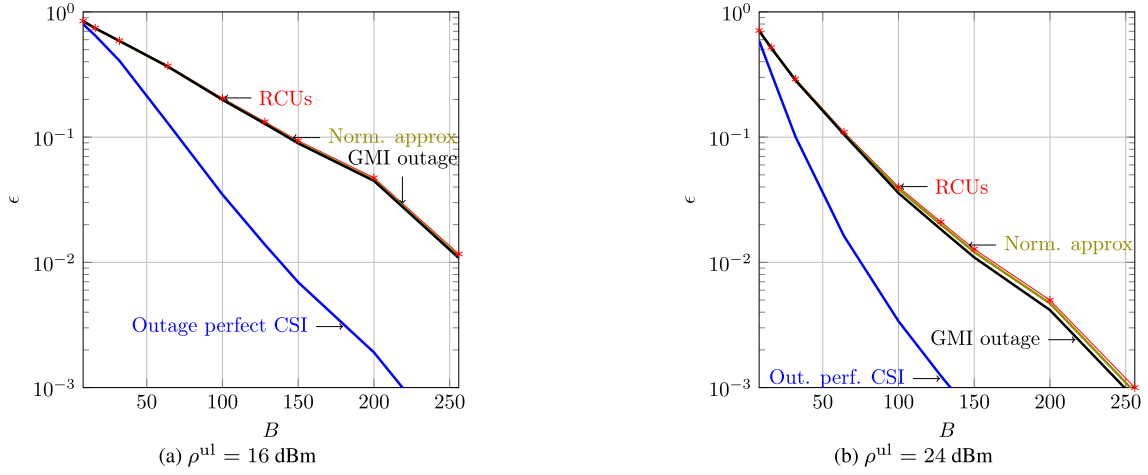 10^0
10^-1
10^-2
10^-3
ϵ
RCUs
Norm. approx
GMI outage
Outage perfect CSI
50 100 150 200 250
B
(a) ρ^ul = 16 dBm
10^0
10^-1
10^-2
10^-3
ϵ
RCUs
Norm. approx
GMI outage
Out. perf. CSI
50 100 150 200 250
B
(b) ρ^ul = 24 dBm